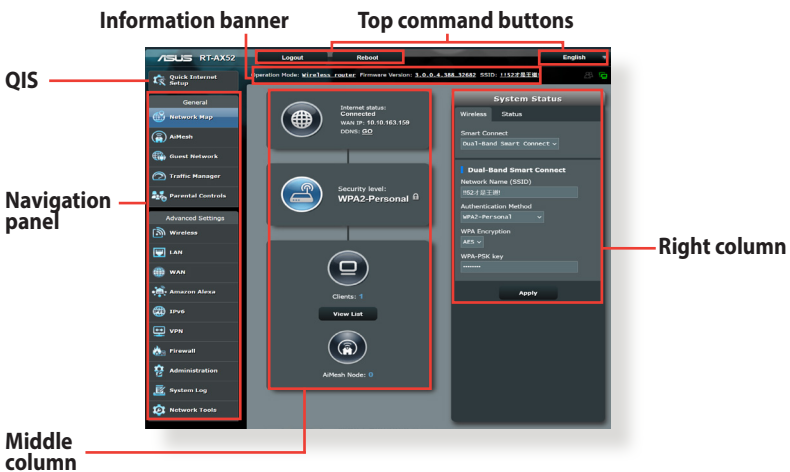 Information banner
Top command buttons
QIS
Navigation
panel
Middle
column
Right column
/SUS RT-AX52
Logout
Reboot
English
Quick Internet
Setup
Operation Mode: Wireless router Firmware Version: 3.0.0.4.388_32682 SSID:
General
Network Map
AiMesh
Guest Network
Traffic Manager
Parental Controls
Advanced Settings
Wireless
LAN
WAN
Amazon Alexa
IPv6
VPN
Firewall
Administration
System Log
Network Tools
Internet status:
Connected
WAN IP: 10.10.163.159
DDNS: GO
Security level:
WPA2-Personal
Clients: 1
View List
AiMesh Node: 0
System Status
Wireless
Status
Smart Connect
Dual-Band Smart Connect
Dual-Band Smart Connect
Network Name (SSID)
Authentication Method
WPA2-Personal
WPA Encryption
AES
WPA-PSK key
••••••••
Apply